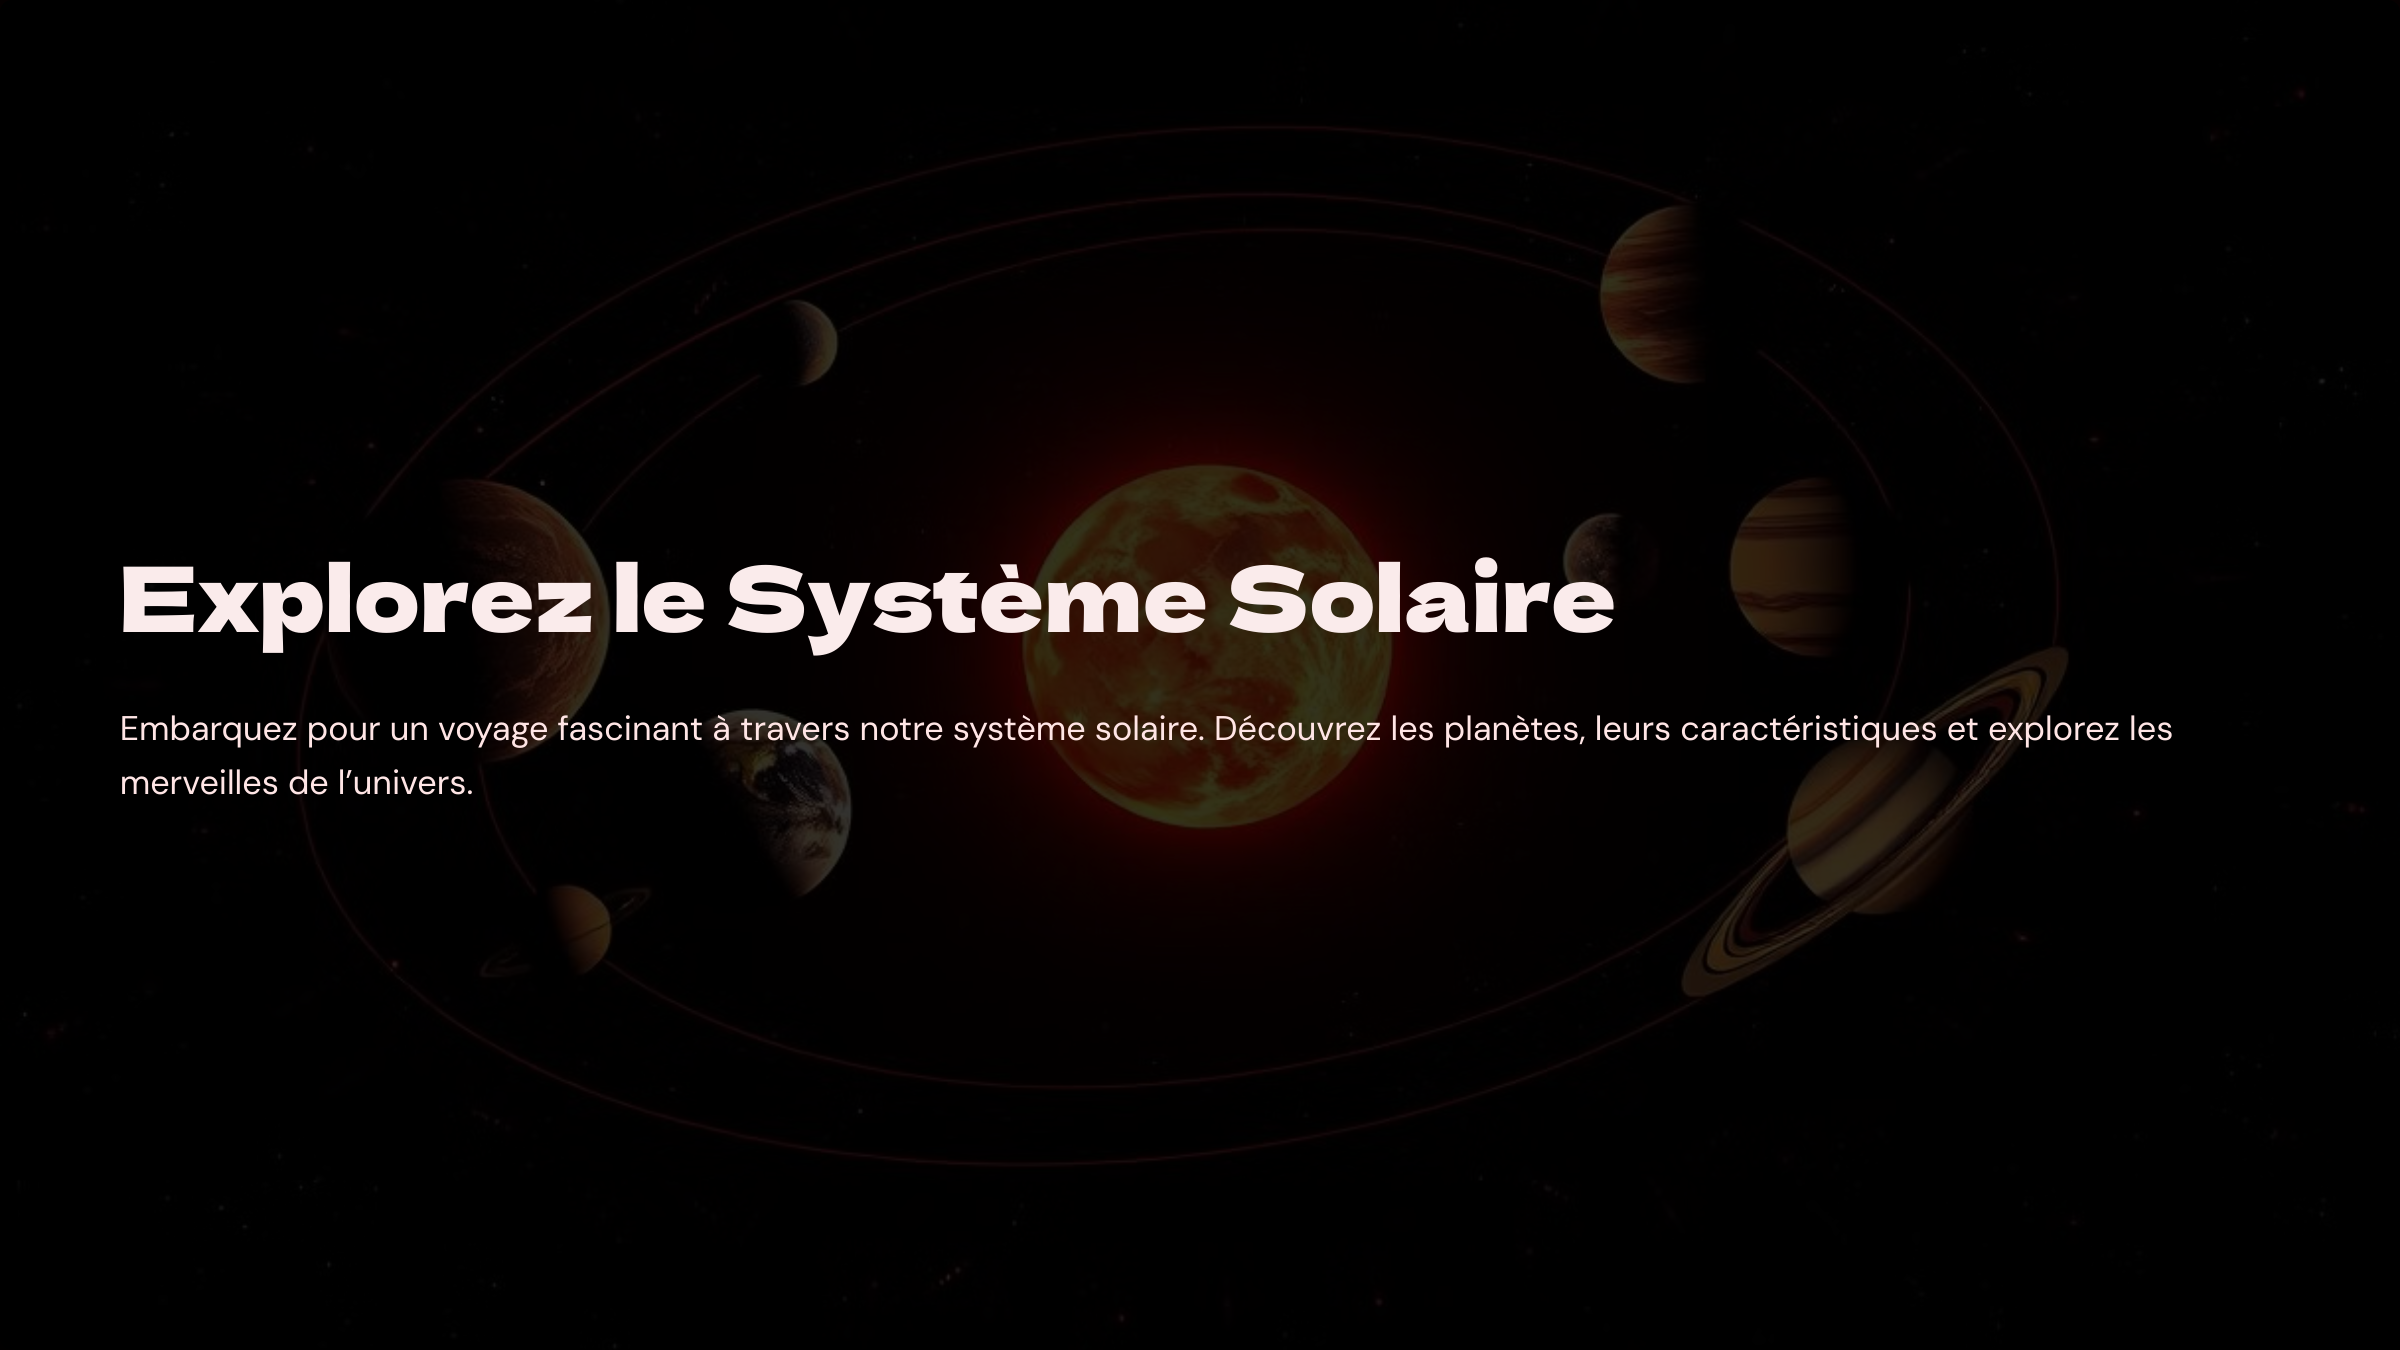 Explorez le Système Solaire
Embarquez pour un voyage fascinant à travers notre système solaire. Découvrez les planètes, leurs caractéristiques et explorez les
merveilles de l’univers.